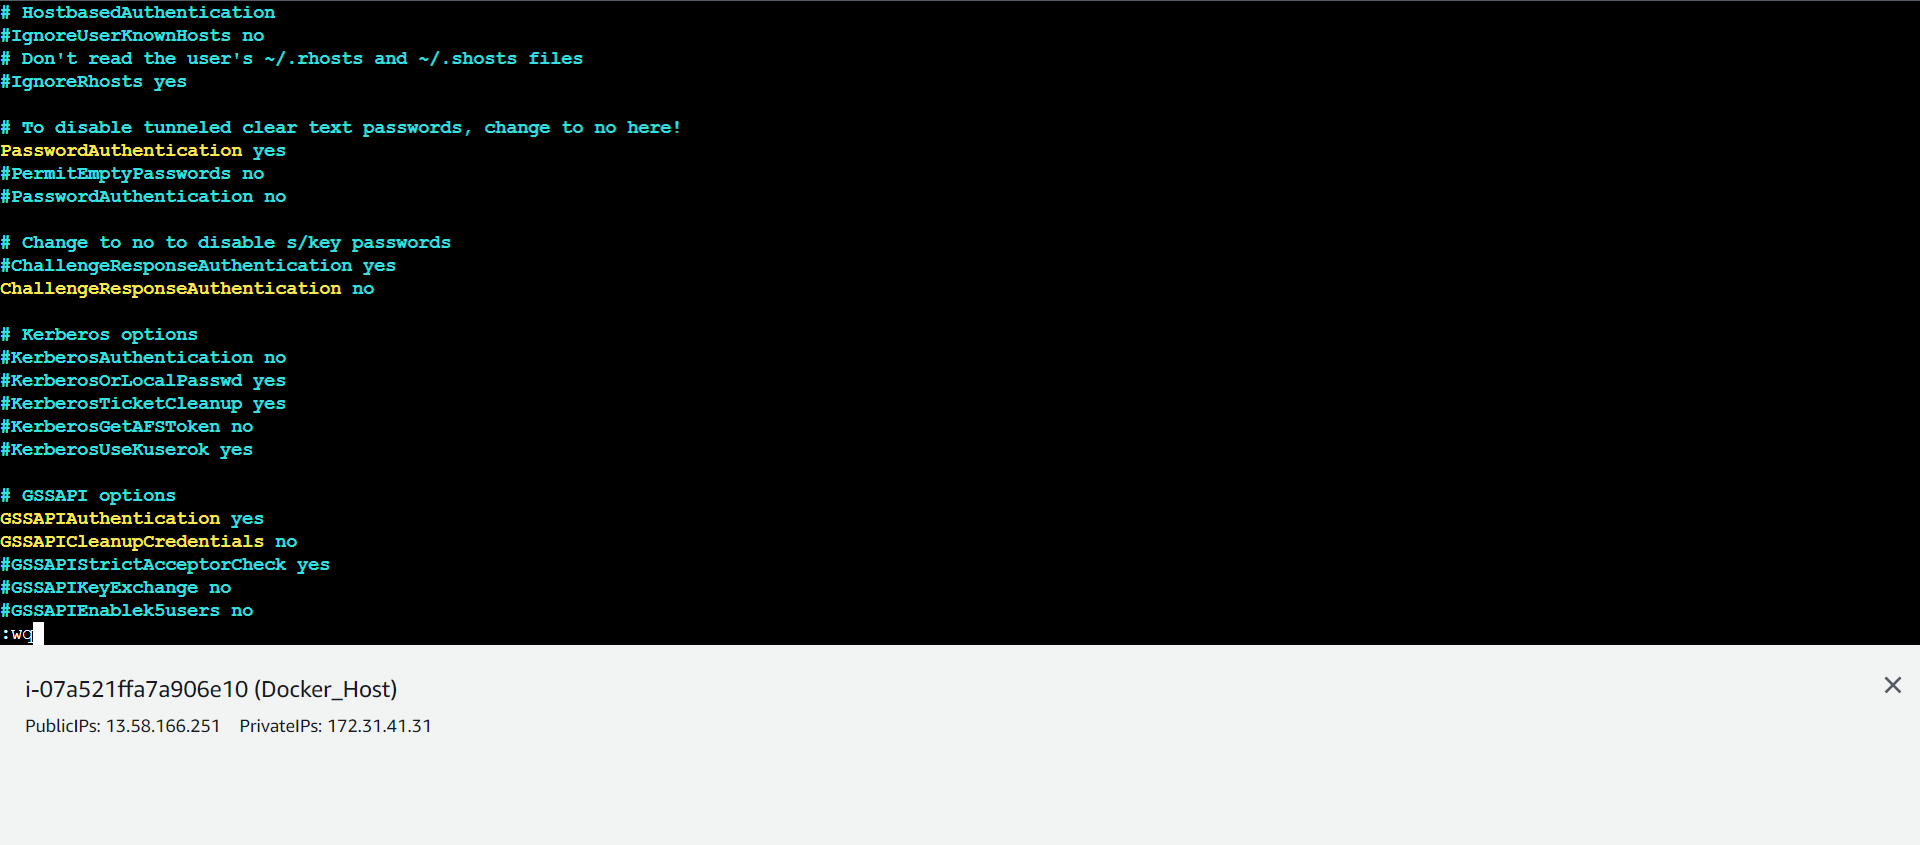 # HostbasedAuthentication
#IgnoreUserKnownHosts no
# Don't read the user's ~/.rhosts and ~/.shosts files
#IgnoreRhosts yes
# To disable tunneled clear text passwords, change to no here!
PasswordAuthentication yes
#PermitEmptyPasswords no
#PasswordAuthentication no
# Change to no to disable s/key passwords
#ChallengeResponseAuthentication yes
ChallengeResponseAuthentication no
# Kerberos options
#KerberosAuthentication no
#KerberosOrLocalPasswd yes
#KerberosTicketCleanup yes
#KerberosGetAFSToken no
#KerberosUseKuserok yes
# GSSAPI options
GSSAPIAuthentication yes
GSSAPICleanupCredentials no
#GSSAPIStrictAcceptorCheck yes
#GSSAPIKeyExchange no
#GSSAPIEnablek5users no
:wq
i-07a521ffa7a906e10 (Docker_Host)
PublicIPs: 13.58.166.251 PrivateIPs: 172.31.41.31